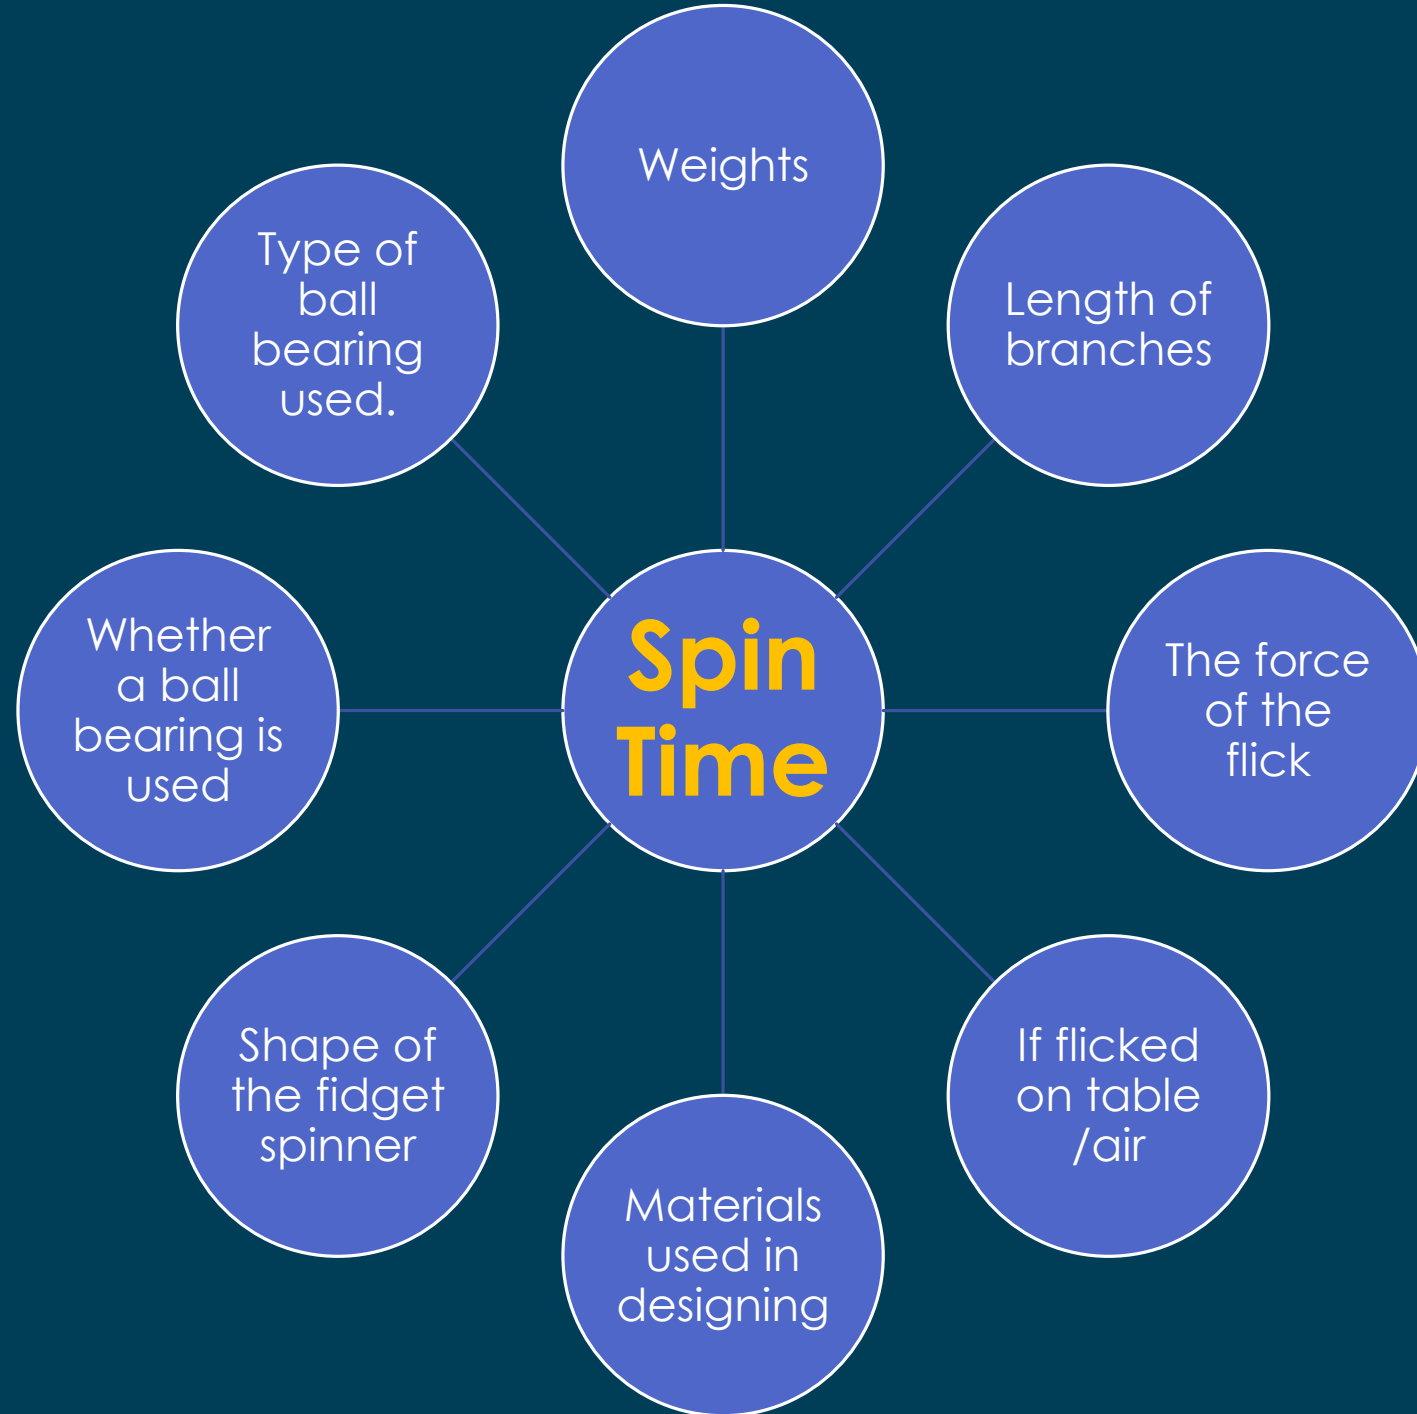 Weights
Type of
ball
bearing
used.
Length of
branches
Whether
a ball
bearing is
used
Spin
Time
The force
of the
flick
Shape of
the fidget
spinner
If flicked
on table
/air
Materials
used in
designing